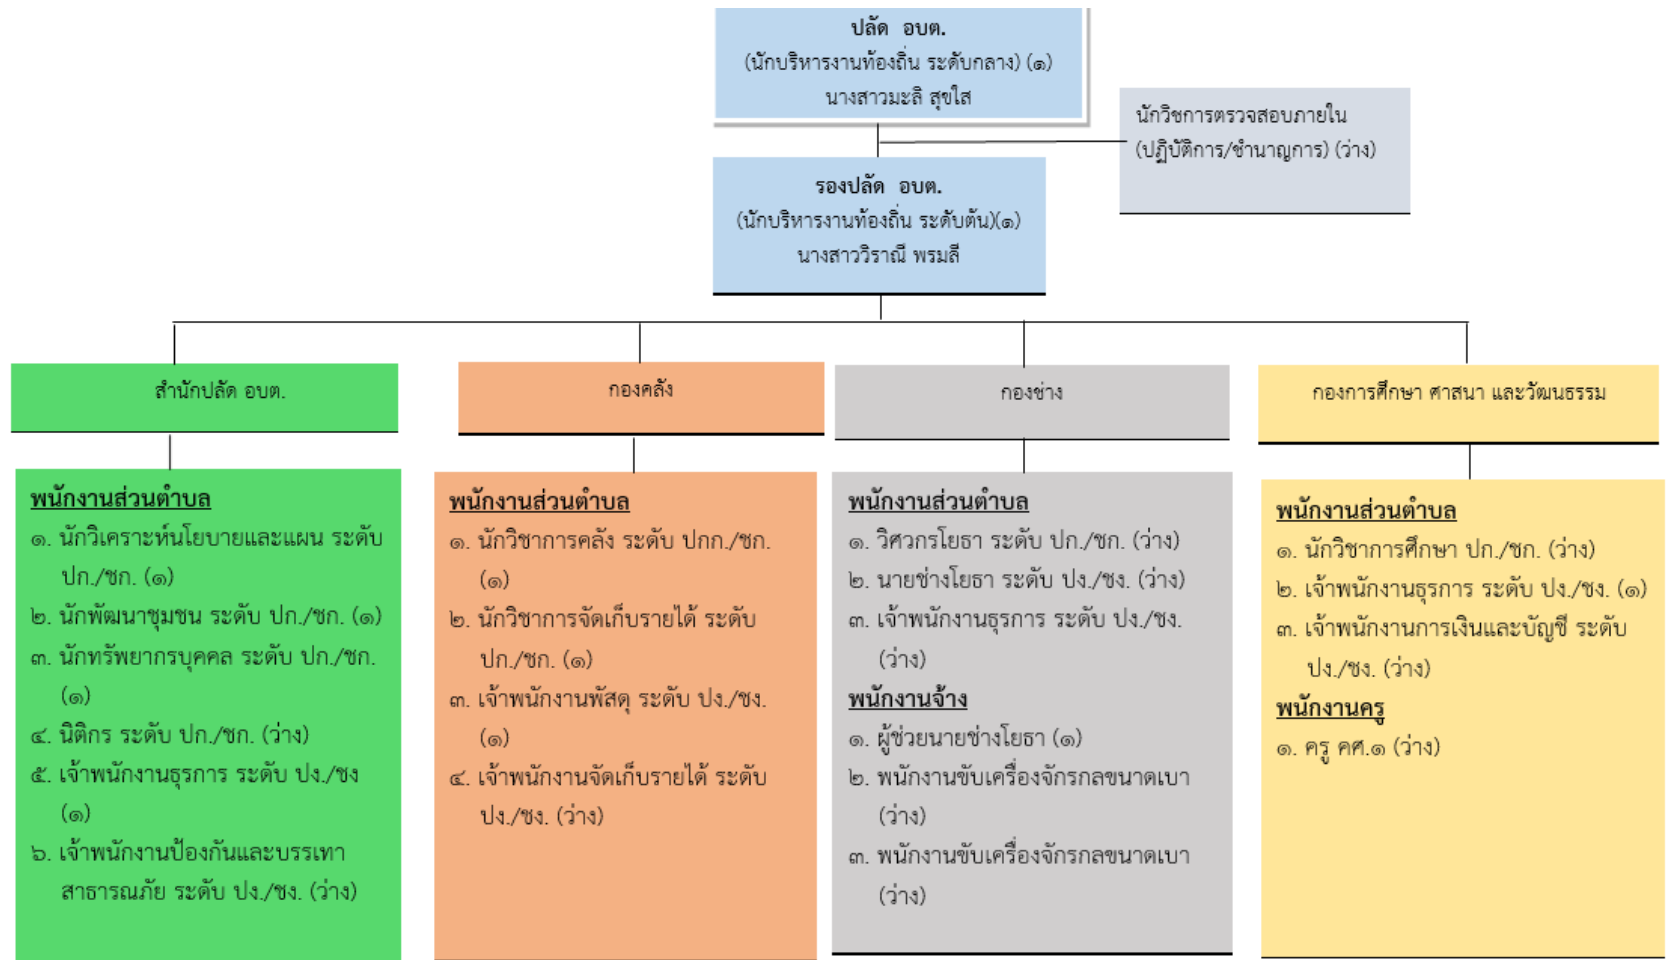 ปลัด อบต.
(นักบริหารงานท้องถิ่น ระดับกลาง) (๑)
นางสาวมะลิ สุขใส
นักวิชการตรวจสอบภายใน
(ปฏิบัติการ/ชำนาญการ) (ว่าง)
รองปลัด อบต.
(นักบริหารงานท้องถิ่น ระดับต้น)(๑)
นางสาววิราณี พรมลี
สำนักปลัด อบต.
กองคลัง
กองช่าง
กองการศึกษา ศาสนา และวัฒนธรรม
พนักงานส่วนตำบล
๑. นักวิเคราะห์นโยบายและแผน ระดับ
ปก./ชก. (๑)
๒. นักพัฒนาชุมชน ระดับ ปก./ชก. (๑)
๓. นักทรัพยากรบุคคล ระดับ ปก./ชก.
(๑)
๔. นิติกร ระดับ ปก./ชก. (ว่าง)
๕. เจ้าพนักงานธุรการ ระดับ ปง./ชง
(๑)
๖. เจ้าพนักงานป้องกันและบรรเทา
สาธารณภัย ระดับ ปง./ชง. (ว่าง)
พนักงานส่วนตำบล
๑. นักวิชาการคลัง ระดับ ปกก./ชก.
(๑)
๒. นักวิชาการจัดเก็บรายได้ ระดับ
ปก./ชก. (๑)
๓. เจ้าพนักงานพัสดุ ระดับ ปง./ชง.
(๑)
๔. เจ้าพนักงานจัดเก็บรายได้ ระดับ
ปง./ชง. (ว่าง)
พนักงานส่วนตำบล
๑. วิศวกรโยธา ระดับ ปก./ชก. (ว่าง)
๒. นายช่างโยธา ระดับ ปง./ชง. (ว่าง)
๓. เจ้าพนักงานธุรการ ระดับ ปง./ชง.
(ว่าง)
พนักงานจ้าง
๑. ผู้ช่วยนายช่างโยธา (๑)
๒. พนักงานขับเครื่องจักรกลขนาดเบา
(ว่าง)
๓. พนักงานขับเครื่องจักรกลขนาดเบา
(ว่าง)
พนักงานส่วนตำบล
๑. นักวิชาการศึกษา ปก./ชก. (ว่าง)
๒. เจ้าพนักงานธุรการ ระดับ ปง./ชง. (๑)
๓. เจ้าพนักงานการเงินและบัญชี ระดับ
ปง./ชง. (ว่าง)
พนักงานครู
๑. ครู คศ.๑ (ว่าง)